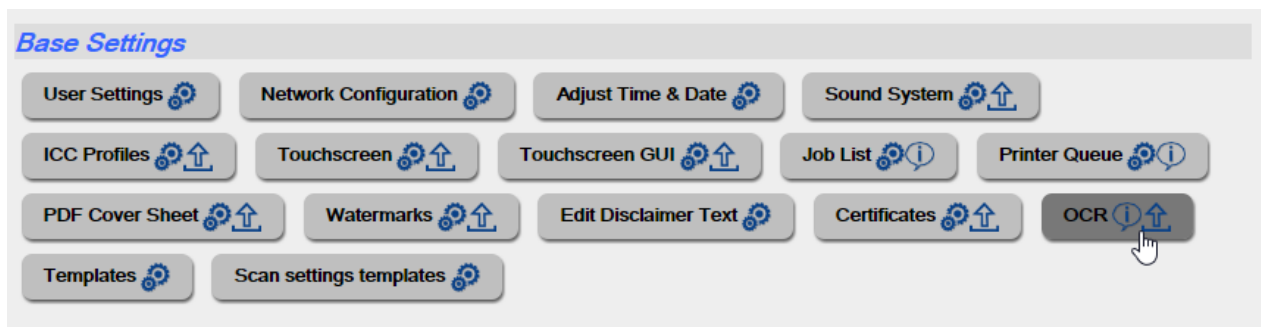 Base Settings
User Settings Network Configuration Adjust Time & Date Sound System
ICC Profiles Touchscreen Touchscreen GUI Job List Printer Queue
PDF Cover Sheet Watermarks Edit Disclaimer Text Certificates OCR
Templates Scan settings templates